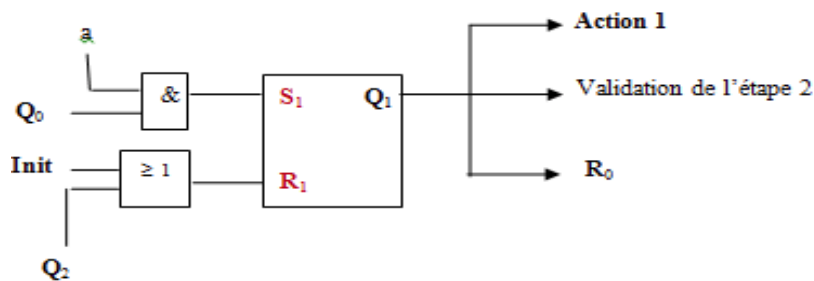 a
Action 1
&
S₁
Q₁
Validation de l'étape 2
Q₀
Init
≥ 1
R₁
R₀
Q₂